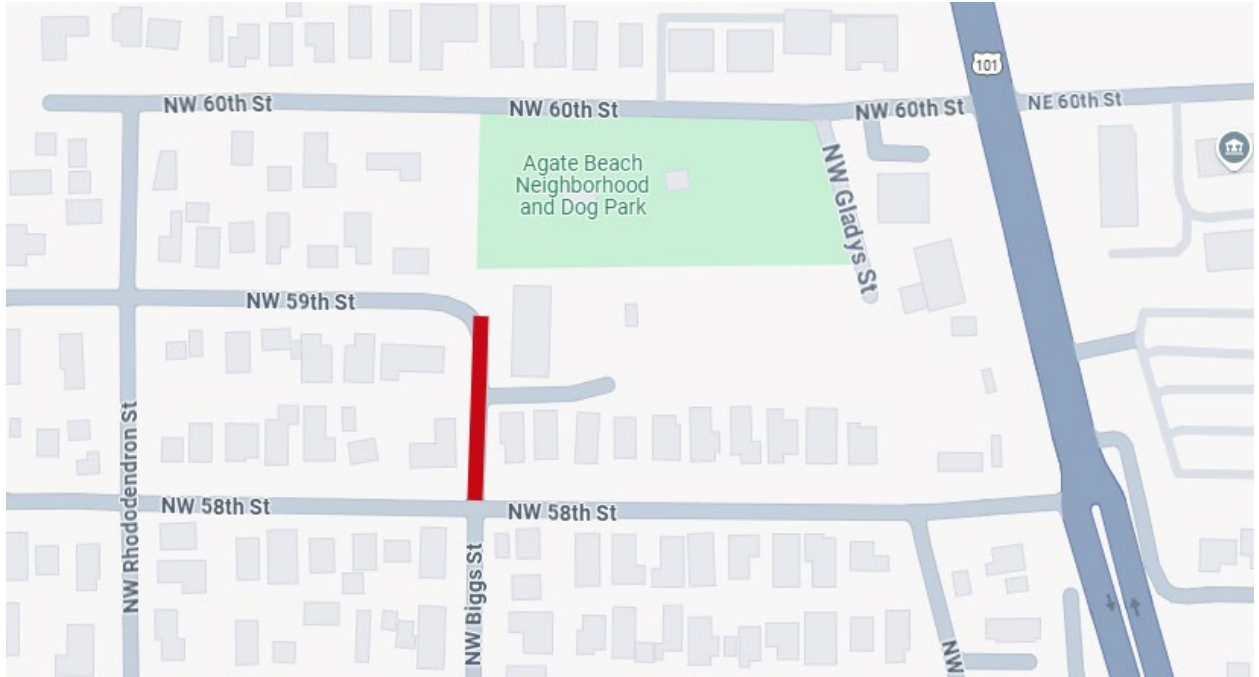 101
NW 60th St
NW 60th St
NW 60th St
NE 60th St
Agate Beach
Neighborhood
and Dog Park
NW Gladys St
NW 59th St
NW Rhododendron St
NW 58th St
NW 58th St
NW Biggs St
NW